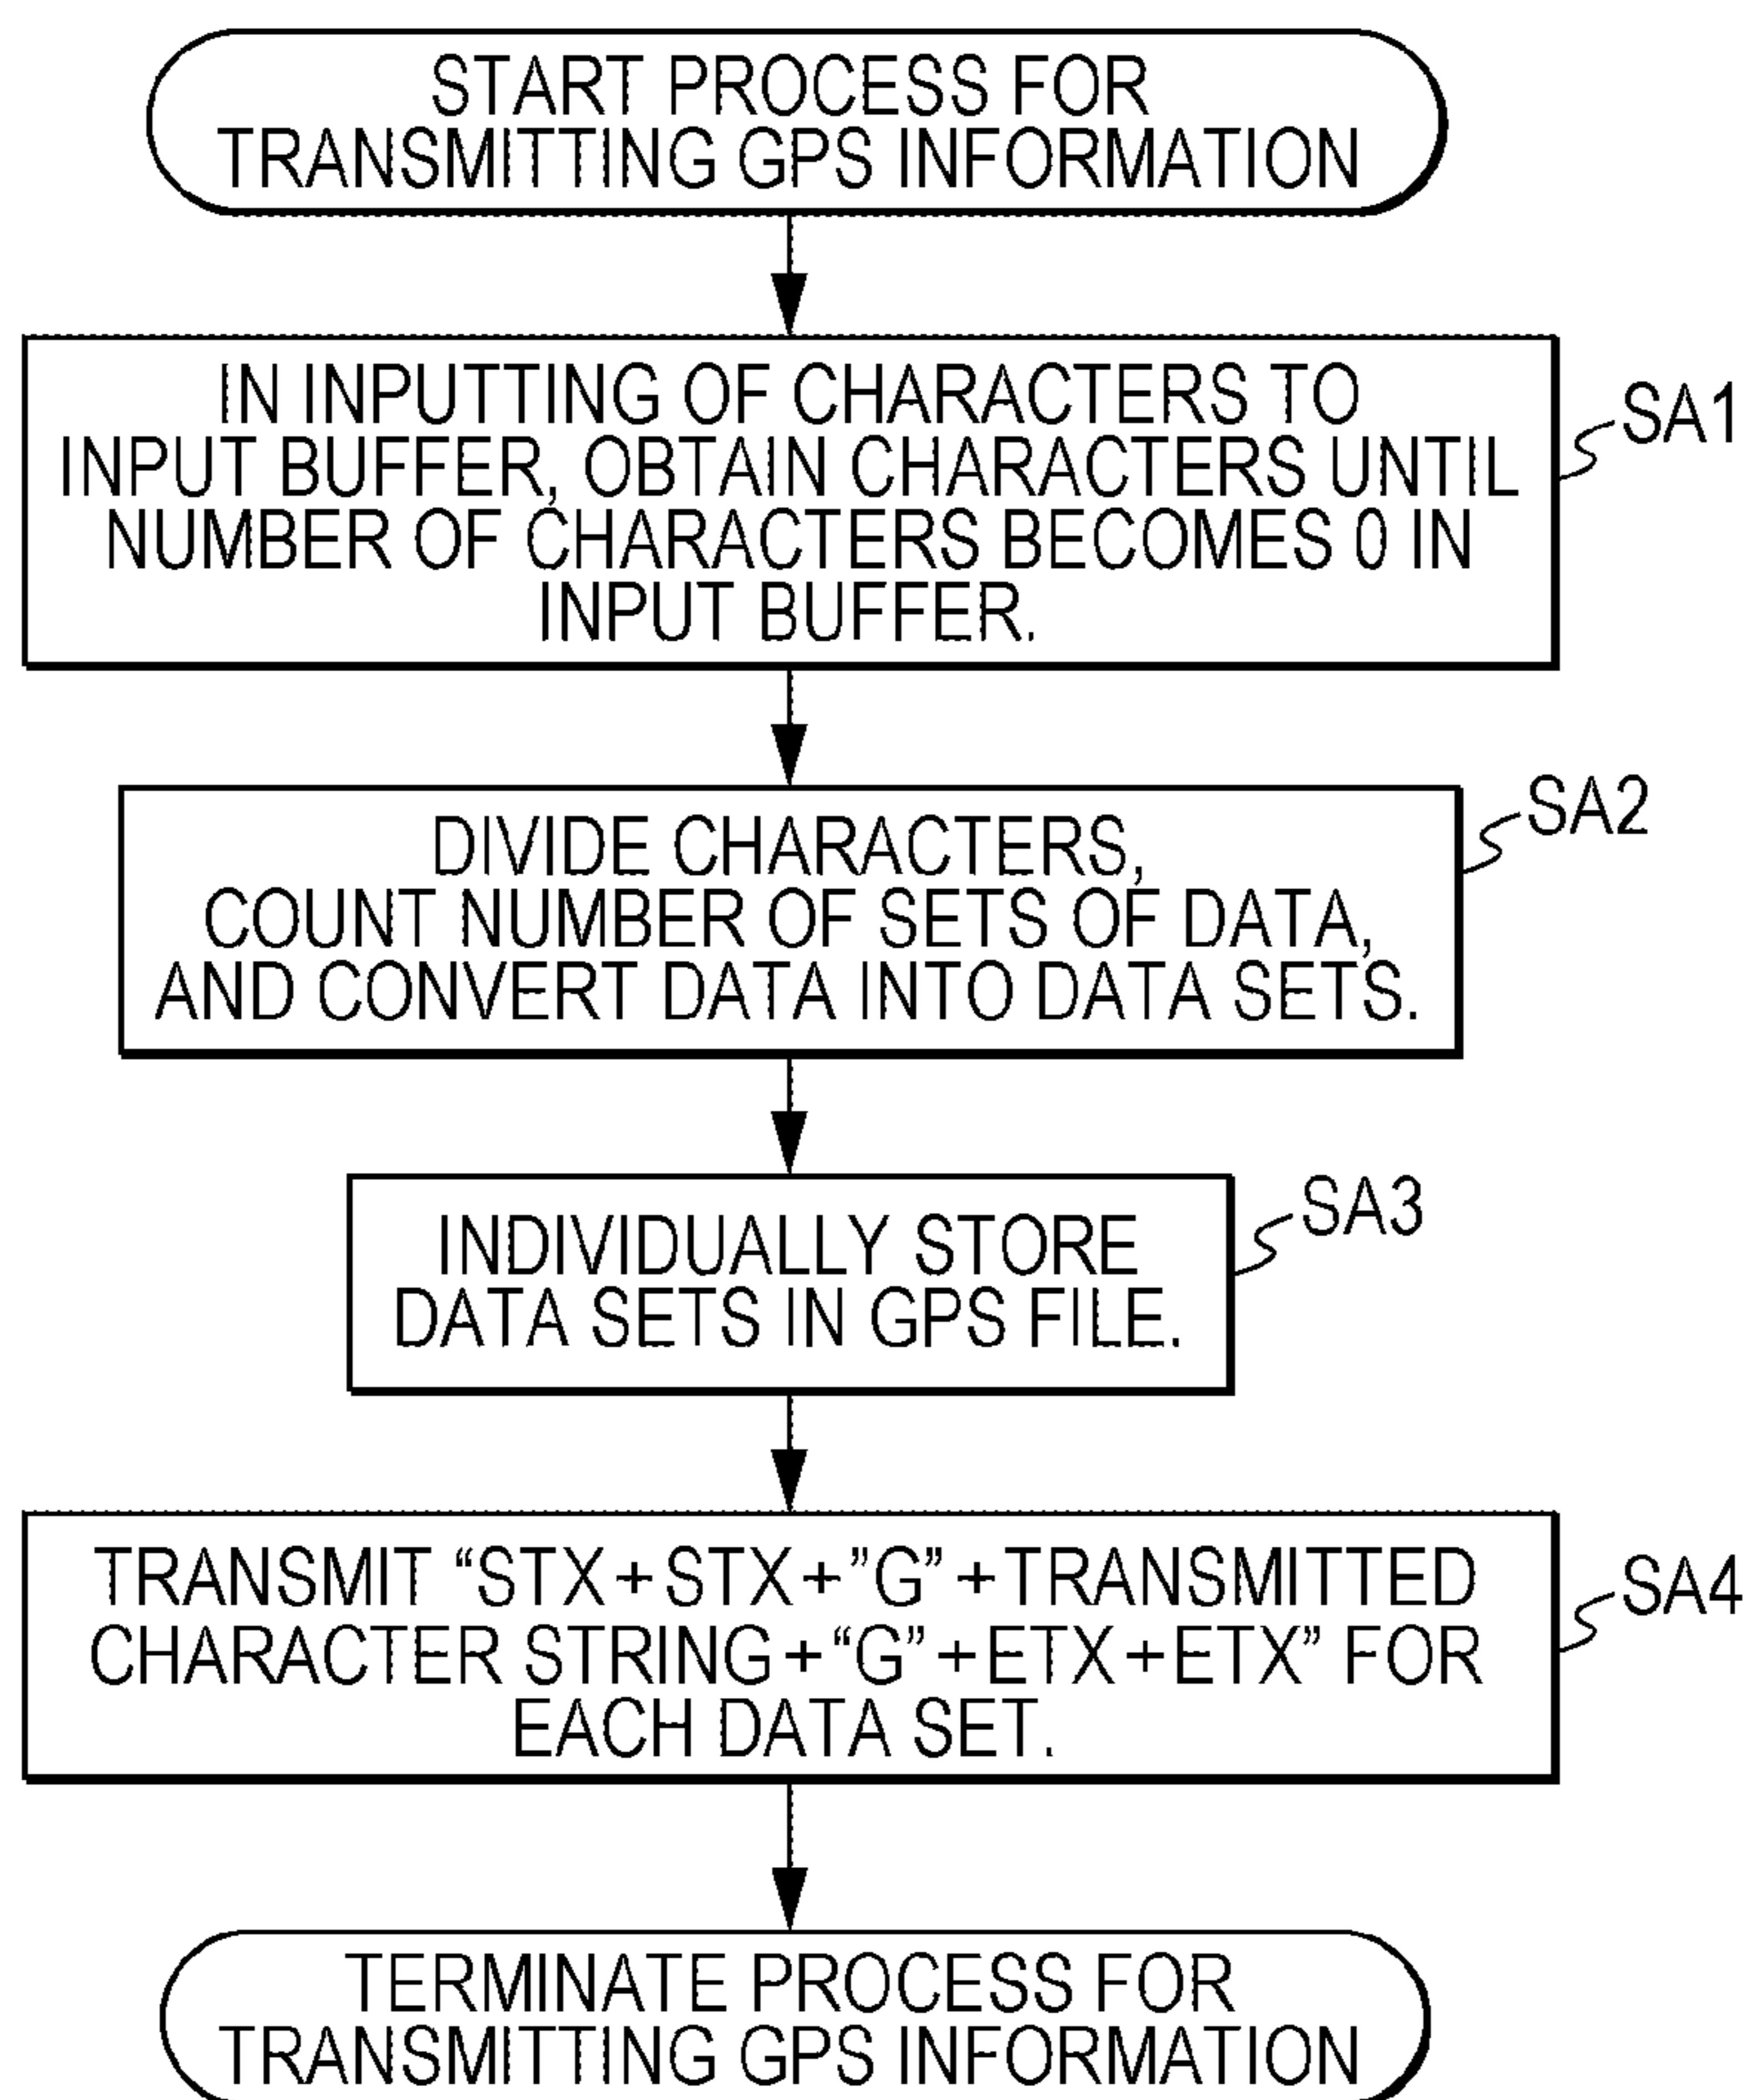 START PROCESS FOR
TRANSMITTING GPS INFORMATION
IN INPUTTING OF CHARACTERS TO
INPUT BUFFER, OBTAIN CHARACTERS UNTIL
NUMBER OF CHARACTERS BECOMES 0 IN
INPUT BUFFER.
SA1
DIVIDE CHARACTERS,
COUNT NUMBER OF SETS OF DATA,
AND CONVERT DATA INTO DATA SETS.
SA2
INDIVIDUALLY STORE
DATA SETS IN GPS FILE.
SA3
TRANSMIT “STX+STX+”G”+TRANSMITTED
CHARACTER STRING+“G”+ETX+ETX” FOR
EACH DATA SET.
SA4
TERMINATE PROCESS FOR
TRANSMITTING GPS INFORMATION